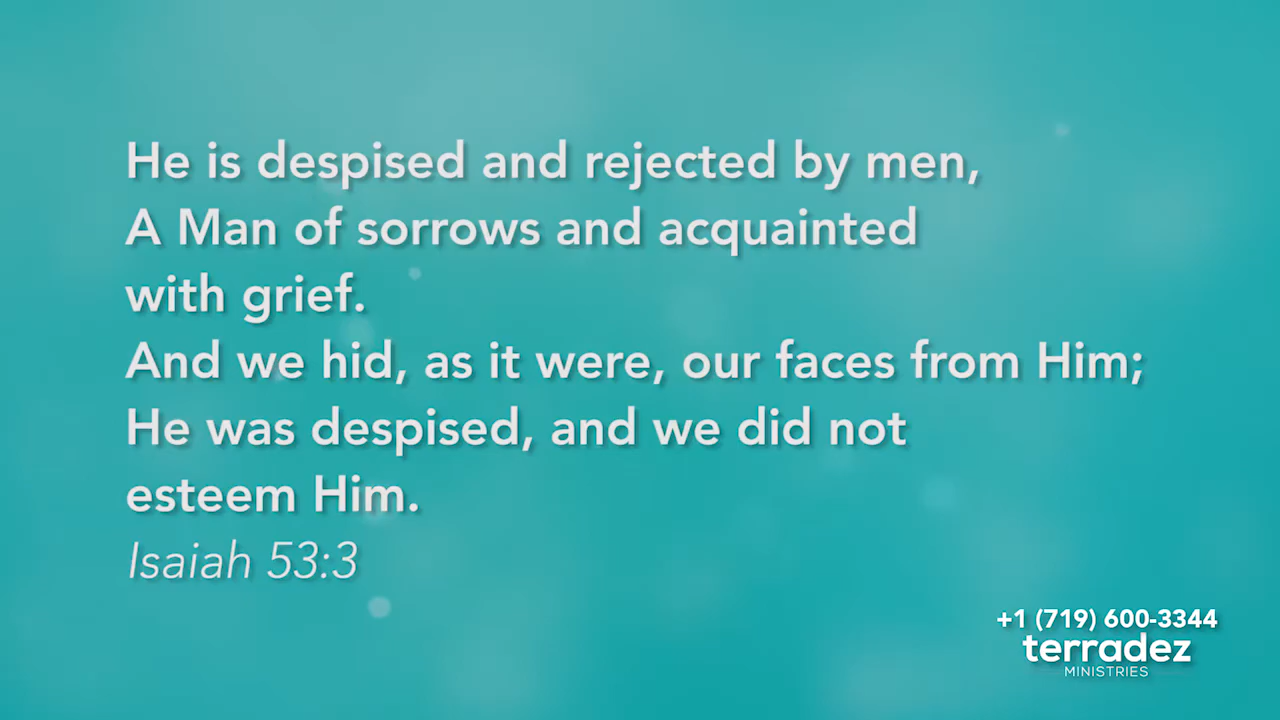 He is despised and rejected by men,
A Man of sorrows and acquainted
with grief.
And we hid, as it were, our faces from Him;
He was despised, and we did not
esteem Him.
Isaiah 53:3
+1 (719) 600-3344
terradez
MINISTRIES